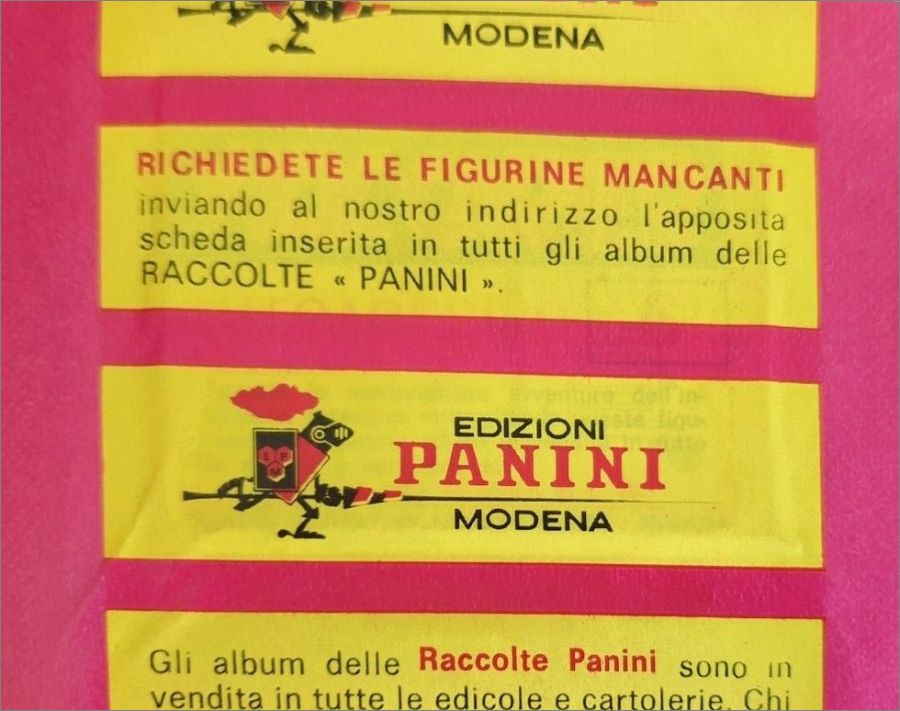 MODENA
RICHIEDETE LE FIGURINE MANCANTI
inviando al nostro indirizzo l'apposita
scheda inserita in tutti gli album delle
RACCOLTE « PANINI ».
EPM
EDIZIONI
PANINI
MODENA
Gli album delle Raccolte Panini sono in
vendita in tutte le edicole e cartolerie. Chi